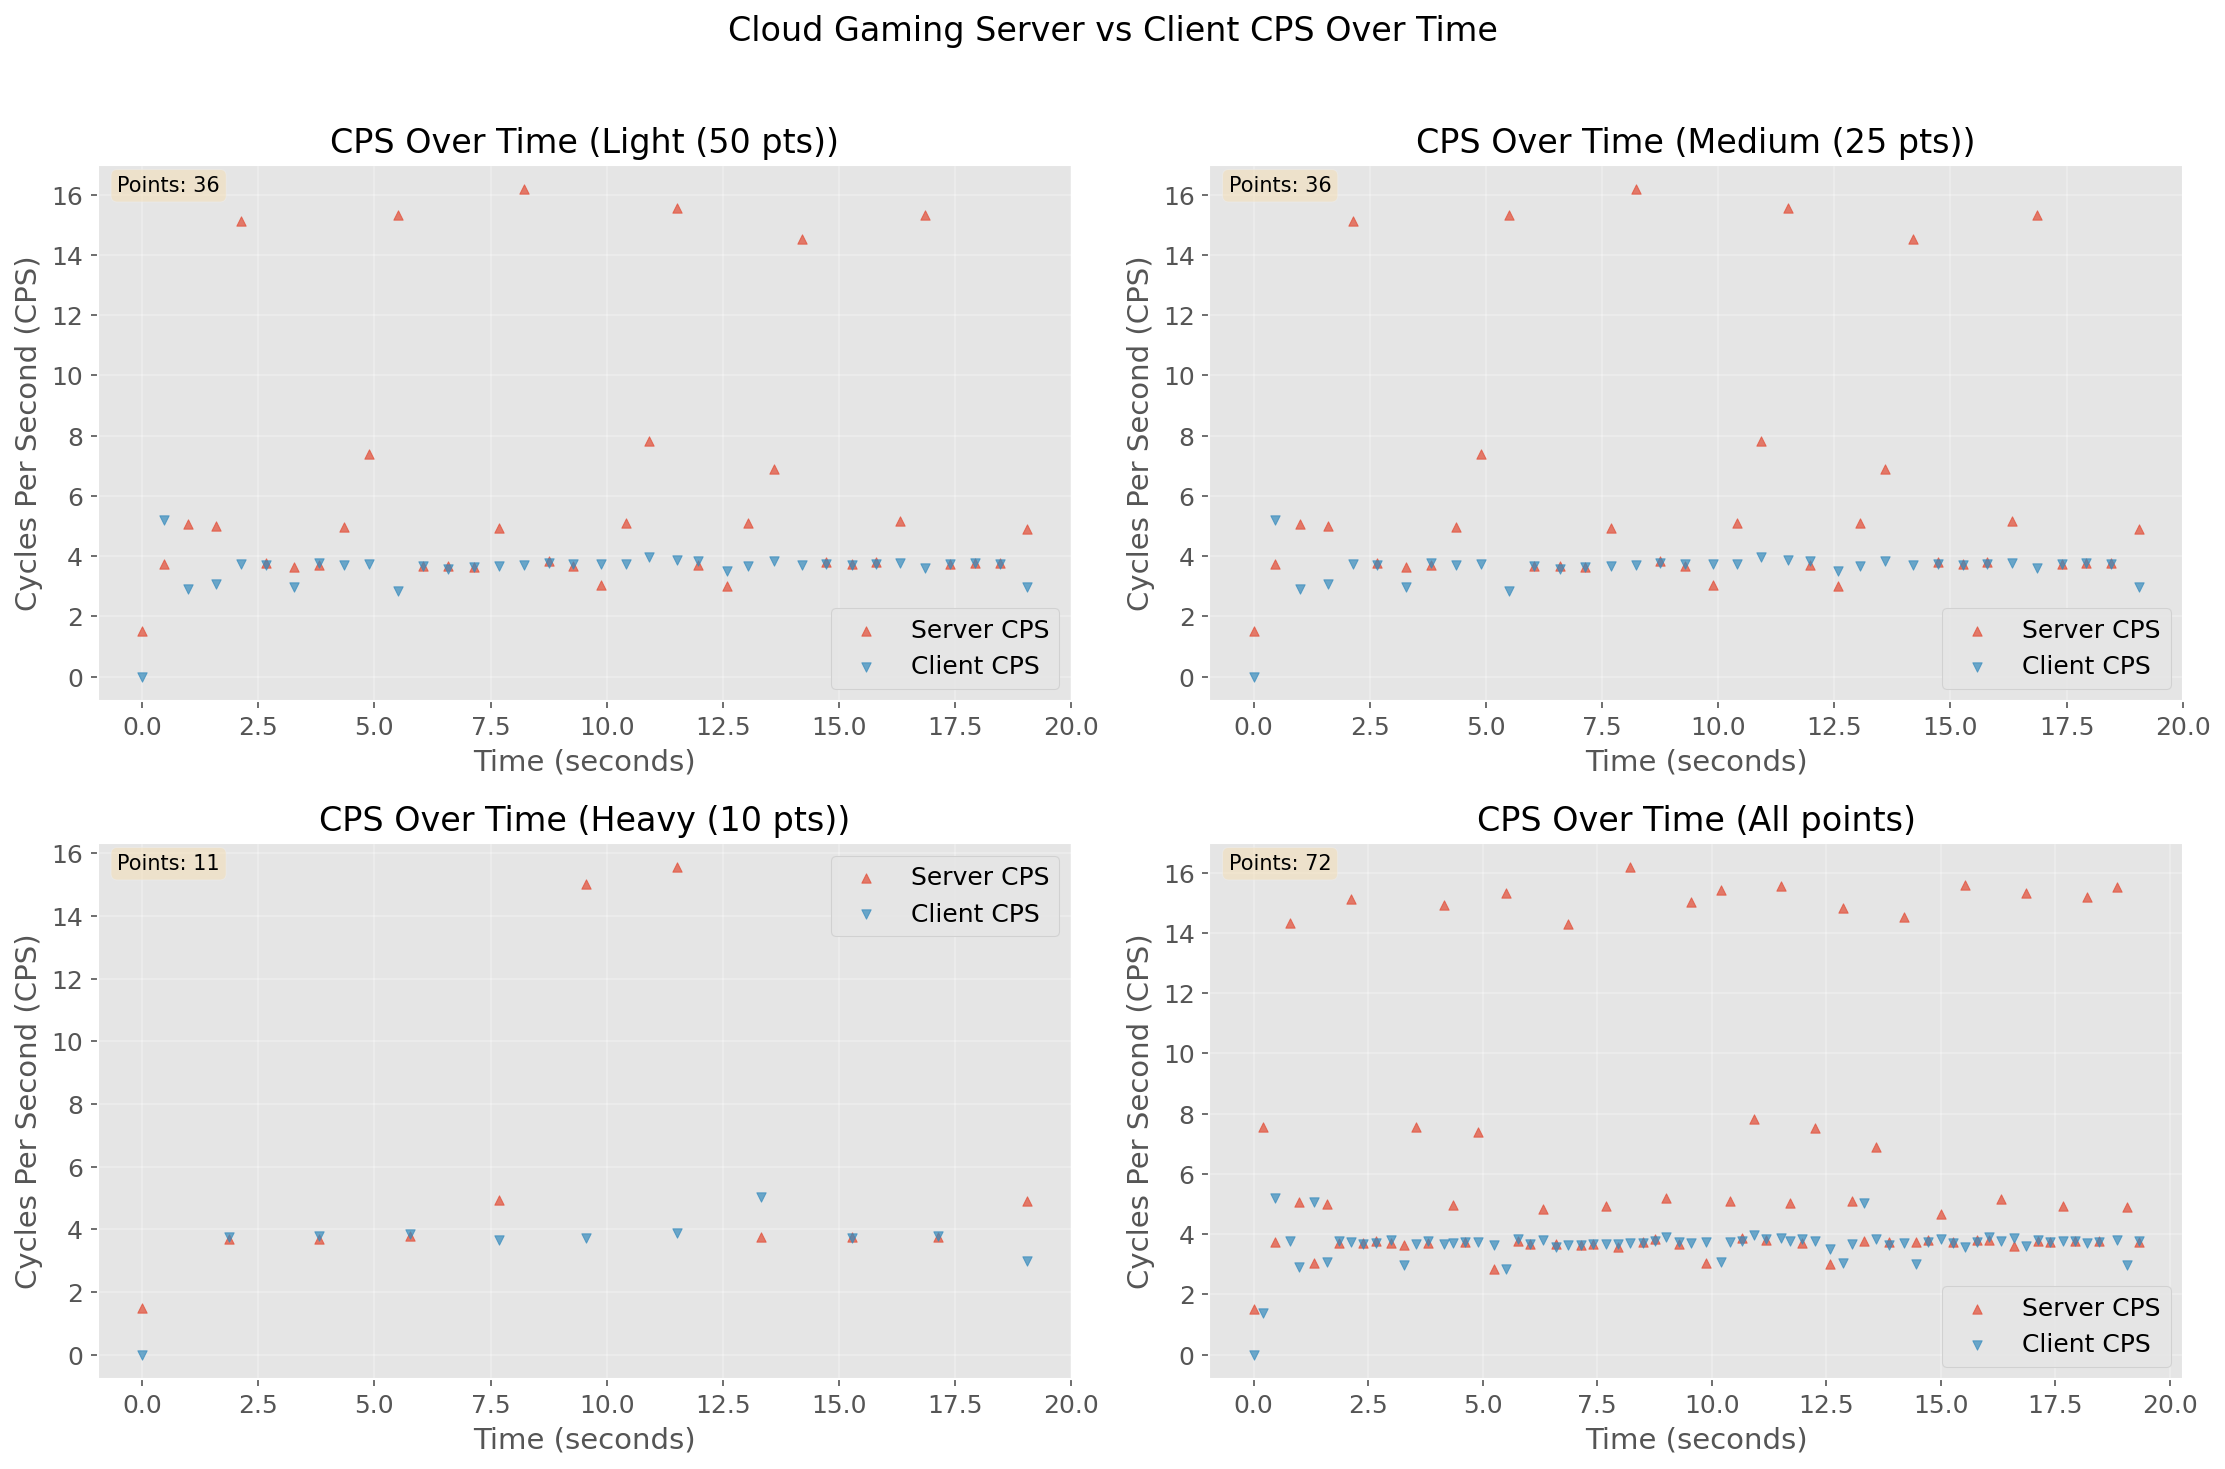 Cloud Gaming Server vs Client CPS Over Time
CPS Over Time (Light (50 pts))
Points: 36
Cycles Per Second (CPS)
16
14
12
10
8
6
4
2
0
Server CPS
Client CPS
0.0 2.5 5.0 7.5 10.0 12.5 15.0 17.5 20.0
Time (seconds)
CPS Over Time (Medium (25 pts))
Points: 36
Cycles Per Second (CPS)
16
14
12
10
8
6
4
2
0
Server CPS
Client CPS
0.0 2.5 5.0 7.5 10.0 12.5 15.0 17.5 20.0
Time (seconds)
CPS Over Time (Heavy (10 pts))
Points: 11
Cycles Per Second (CPS)
16
14
12
10
8
6
4
2
0
Server CPS
Client CPS
0.0 2.5 5.0 7.5 10.0 12.5 15.0 17.5 20.0
Time (seconds)
CPS Over Time (All points)
Points: 72
Cycles Per Second (CPS)
16
14
12
10
8
6
4
2
0
Server CPS
Client CPS
0.0 2.5 5.0 7.5 10.0 12.5 15.0 17.5 20.0
Time (seconds)